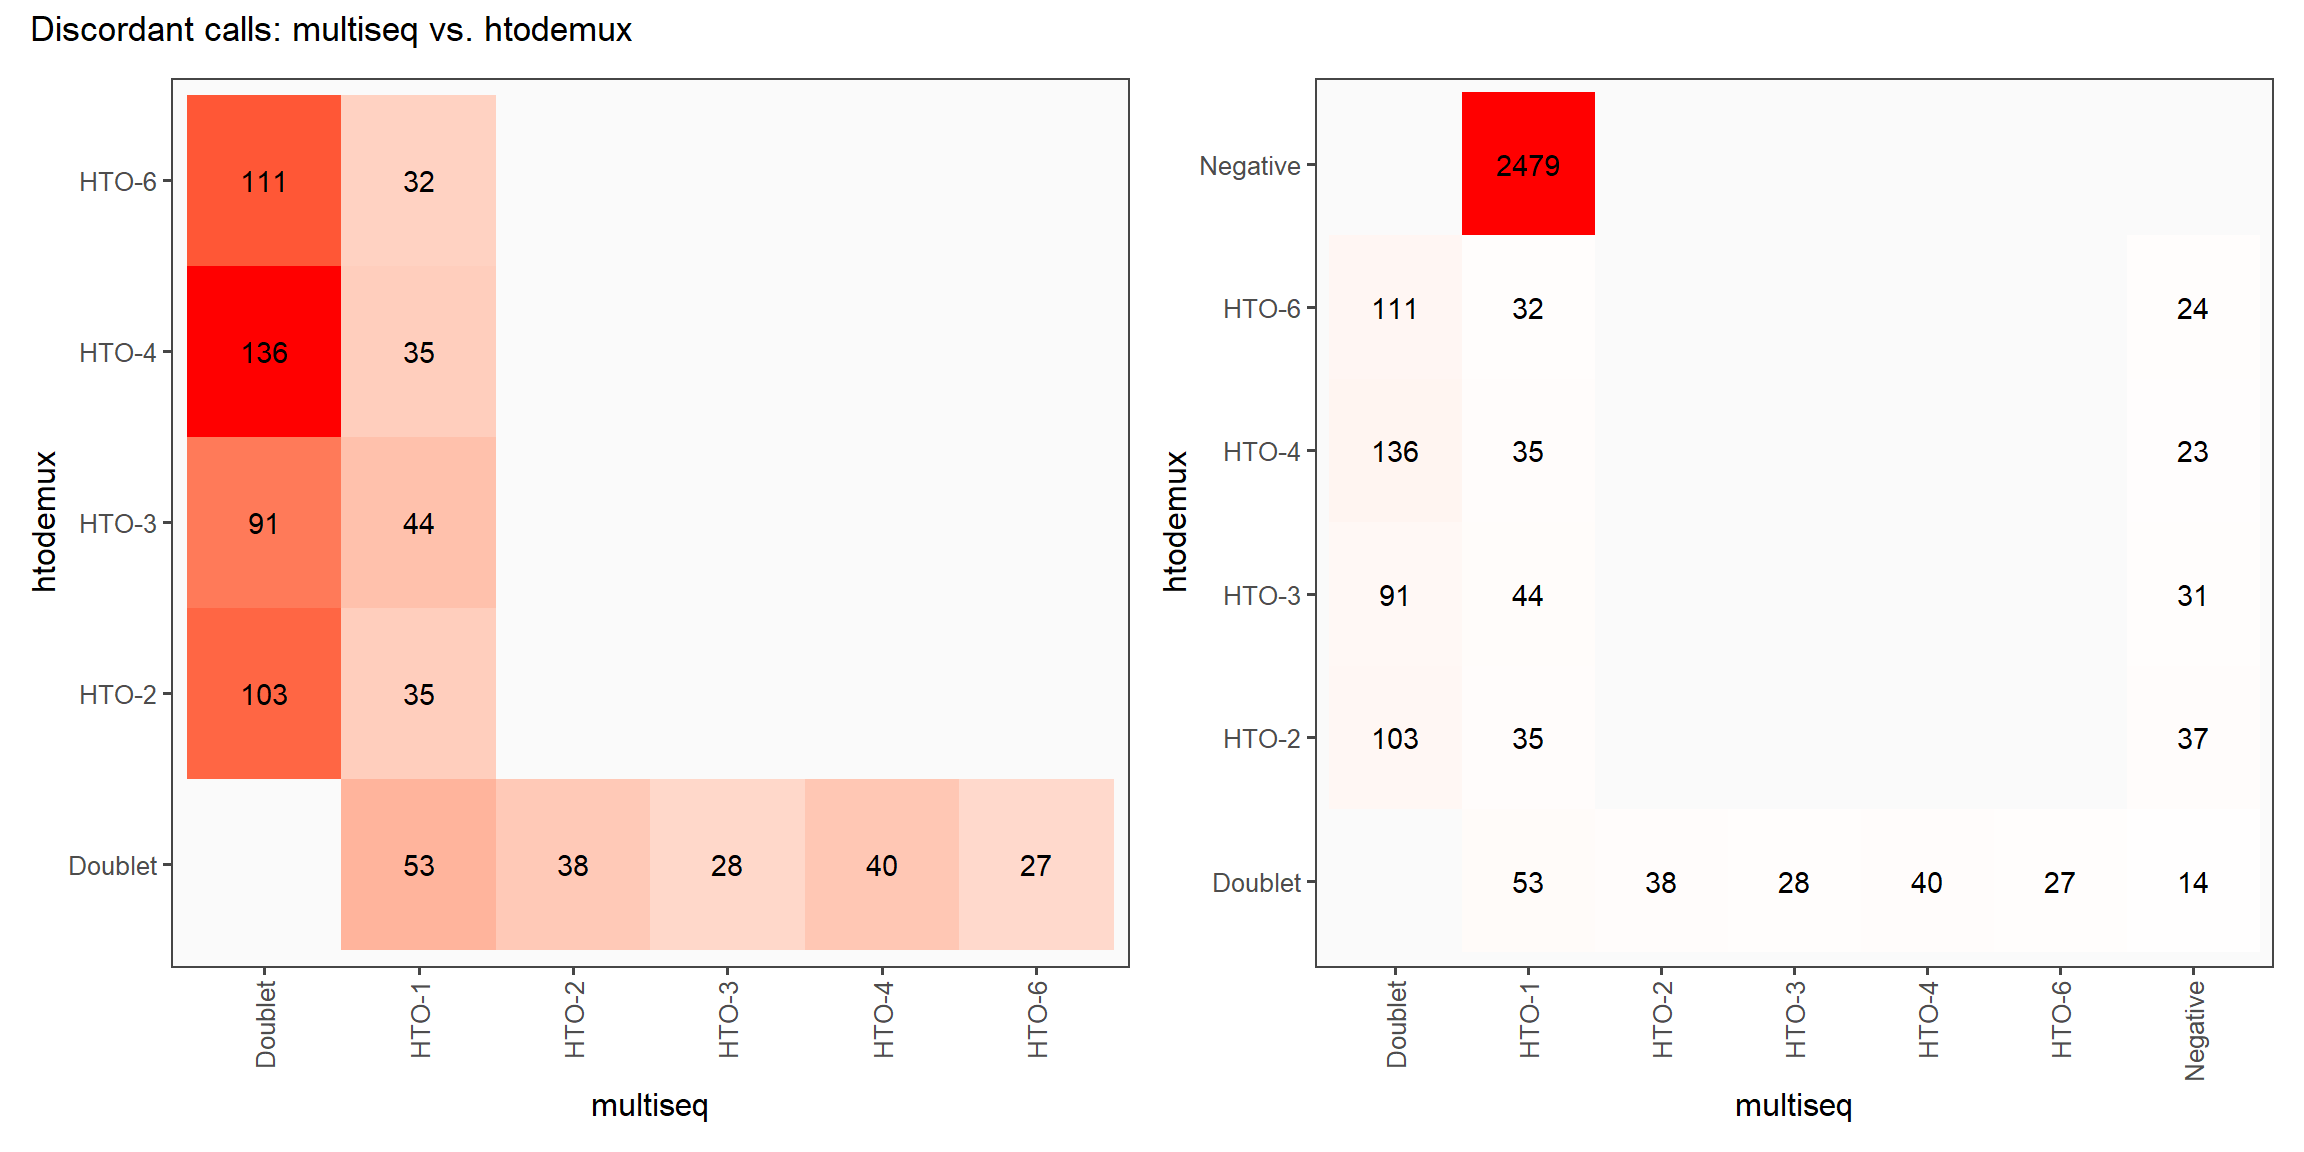 Discordant calls: multiseq vs. htodemux
htodemux
HTO-6 111 32
HTO-4 136 35
HTO-3 91 44
HTO-2 103 35
Doublet 53 38 28 40 27
Doublet HTO-1 HTO-2 HTO-3 HTO-4 HTO-6
multiseq
htodemux
Negative 2479
HTO-6 111 32 24
HTO-4 136 35 23
HTO-3 91 44 31
HTO-2 103 35 37
Doublet 53 38 28 40 27 14
Doublet HTO-1 HTO-2 HTO-3 HTO-4 HTO-6 Negative
multiseq